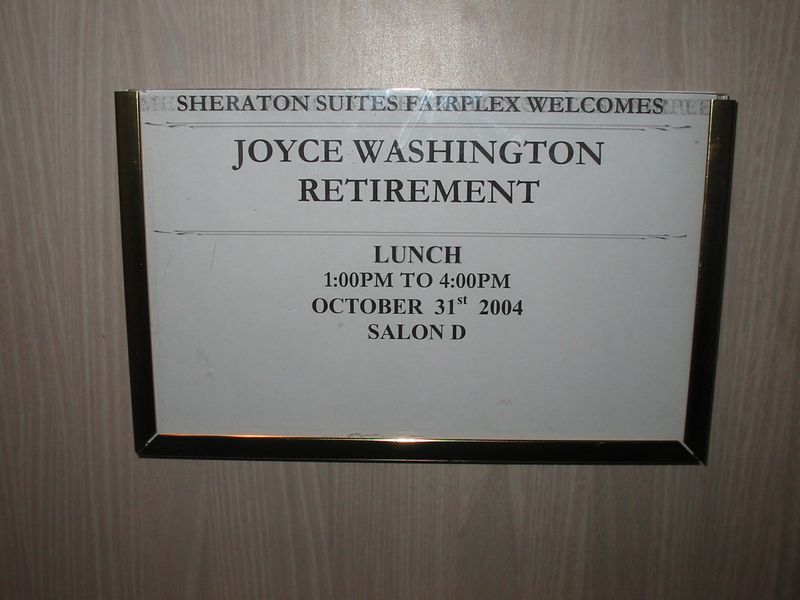 SHERATON SUITES FAIRPLEX WELCOMES
JOYCE WASHINGTON
RETIREMENT
LUNCH
1:00PM TO 4:00PM
OCTOBER 31st 2004
SALON D